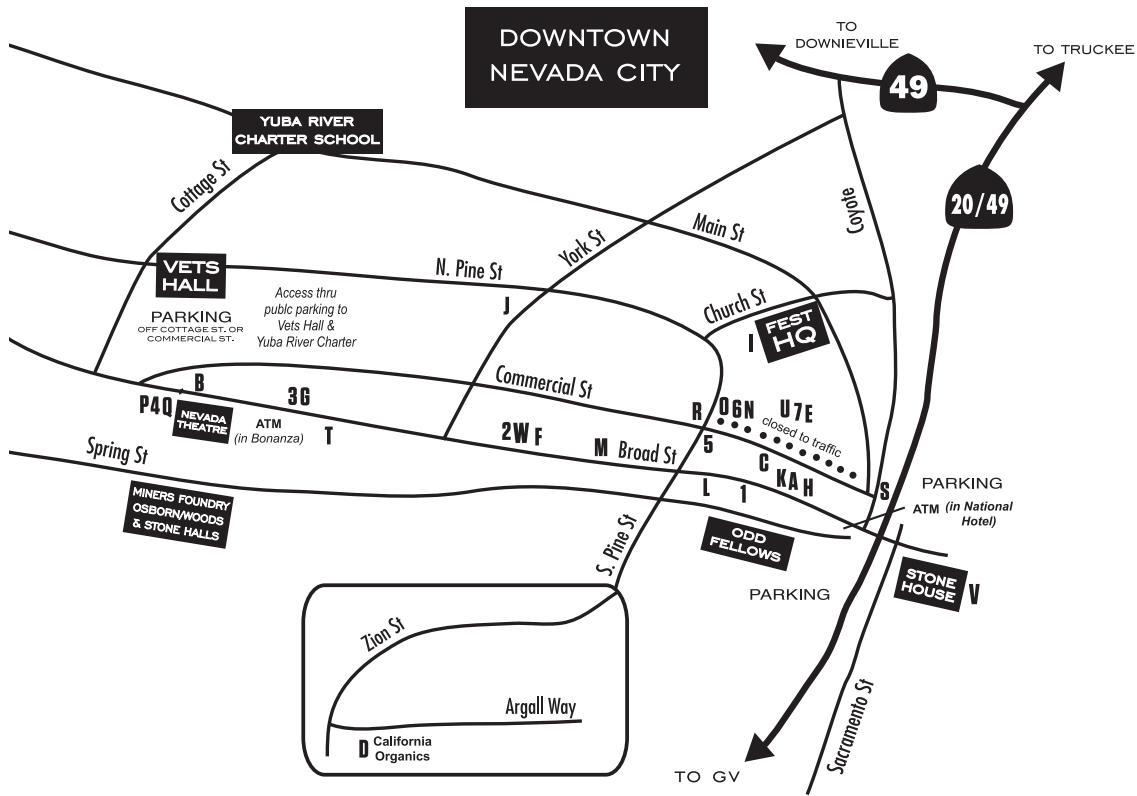 DOWNTOWN
NEVADA CITY
TO
DOWNIEVILLE
TO TRUCKEE
49
20/49
YUBA RIVER
CHARTER SCHOOL
Cottage St
Main St
York St
Coyote
N. Pine St
Church St
VETS
HALL
PARKING
OFF COTTAGE ST. OR
COMMERCIAL ST.
Access thru
publc parking to
Vets Hall &
Yuba River Charter
J
I
FEST
HQ
Commercial St
B
3G
P4Q
NEVADA
THEATRE
ATM
(in Bonanza)
T
2W F
M
Broad St
R
O6N
U7E
closed to traffic
5
C
KA H
L
1
S
PARKING
ATM (in National
Hotel)
Spring St
MINERS FOUNDRY
OSBORN/WOODS
& STONE HALLS
ODD
FELLOWS
S. Pine St
PARKING
STONE
HOUSE
V
Zion St
Argall Way
D California
Organics
Sacramento St
TO GV